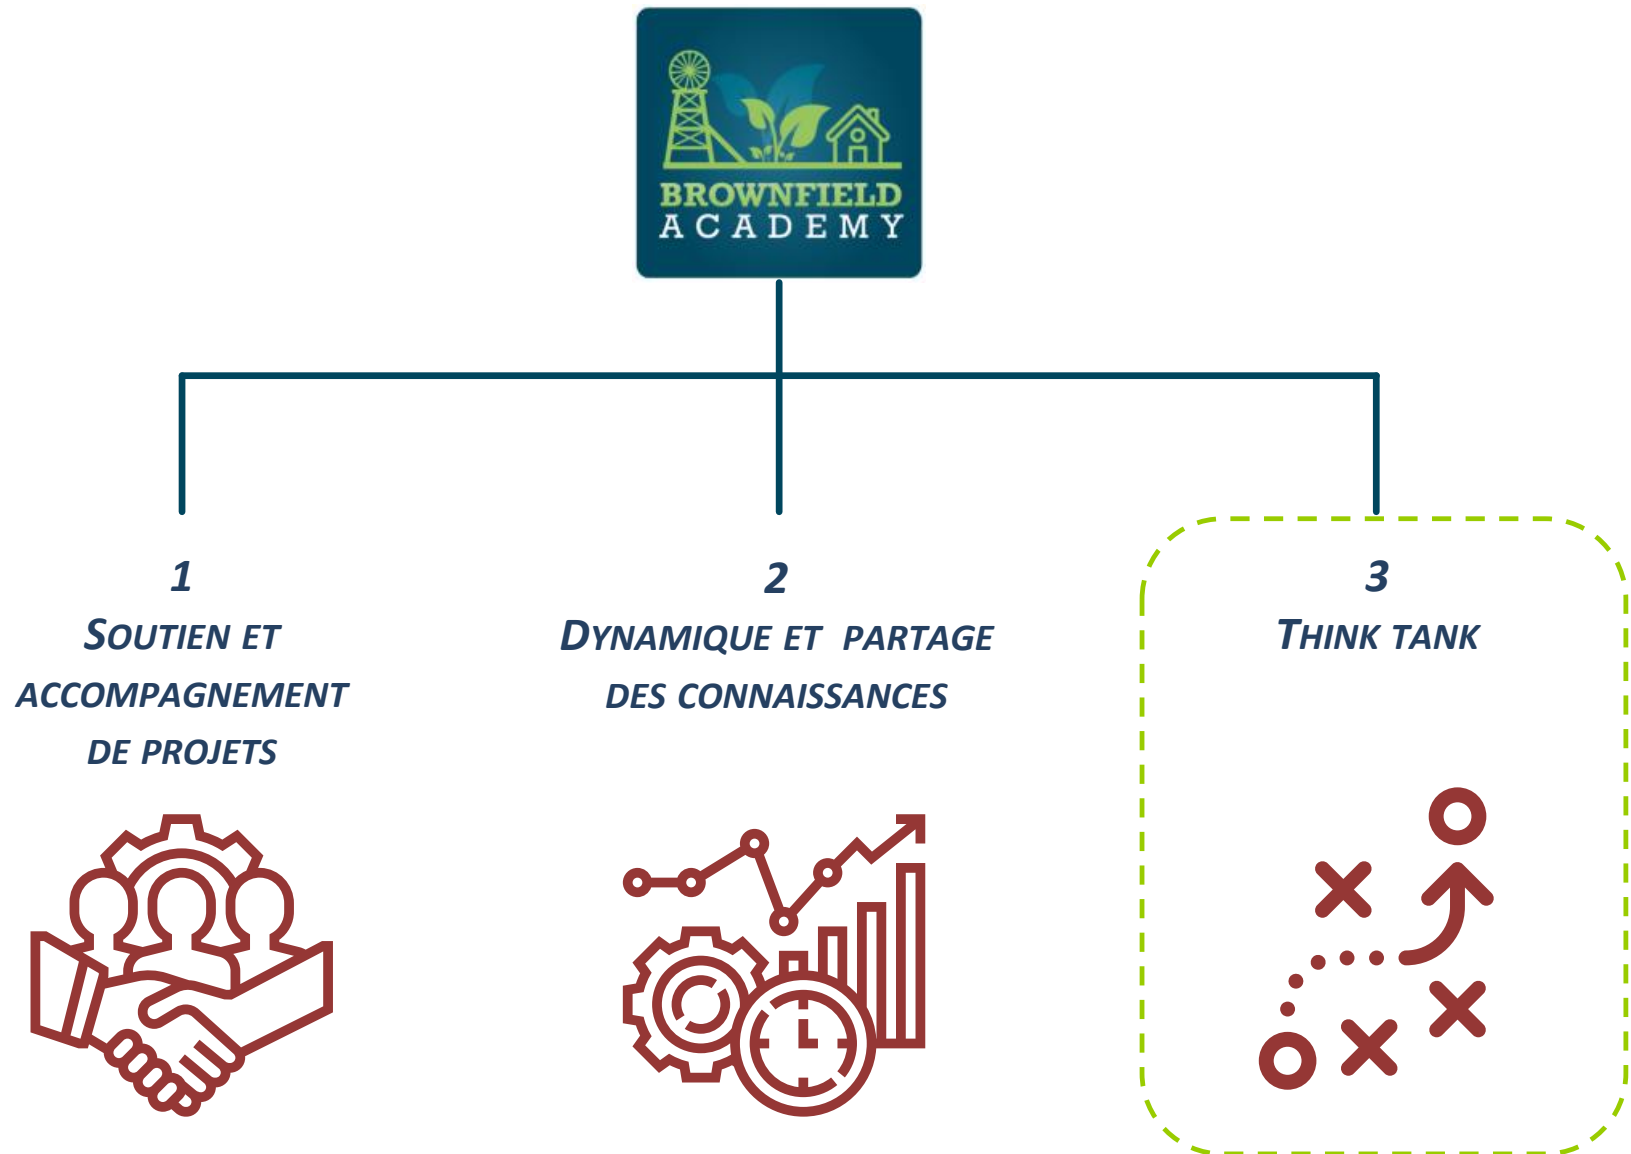 BROWNFIELD
ACADEMY
1
SOUTIEN ET
ACCOMPAGNEMENT
DE PROJETS
2
DYNAMIQUE ET PARTAGE
DES CONNAISSANCES
3
THINK TANK